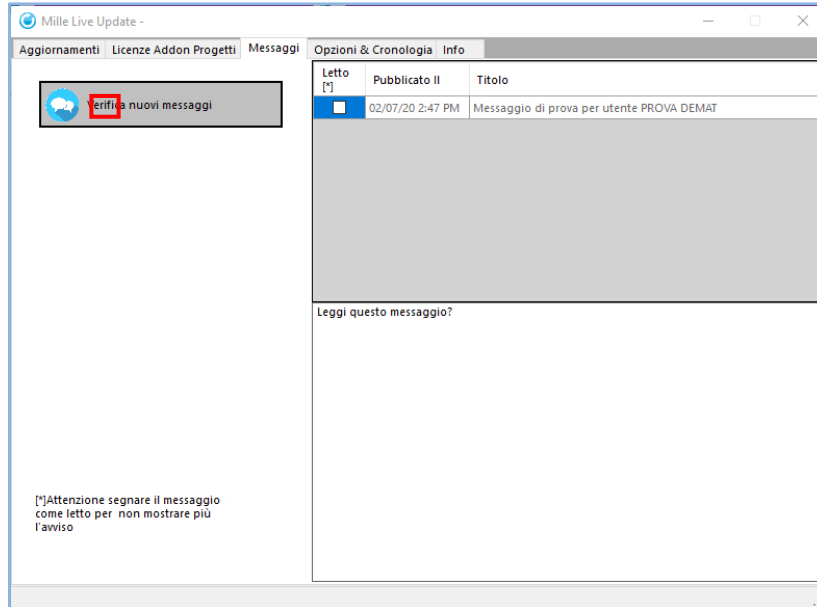 Mille Live Update -
Aggiornamenti Licenze Addon Progetti Messaggi Opzioni & Cronologia Info
Verifica nuovi messaggi
Letto [*] Pubblicato Il Titolo
02/07/20 2:47 PM Messaggio di prova per utente PROVA DEMAT
Leggi questo messaggio?
[*]Attenzione segnare il messaggio
come letto per non mostrare più
l'avviso